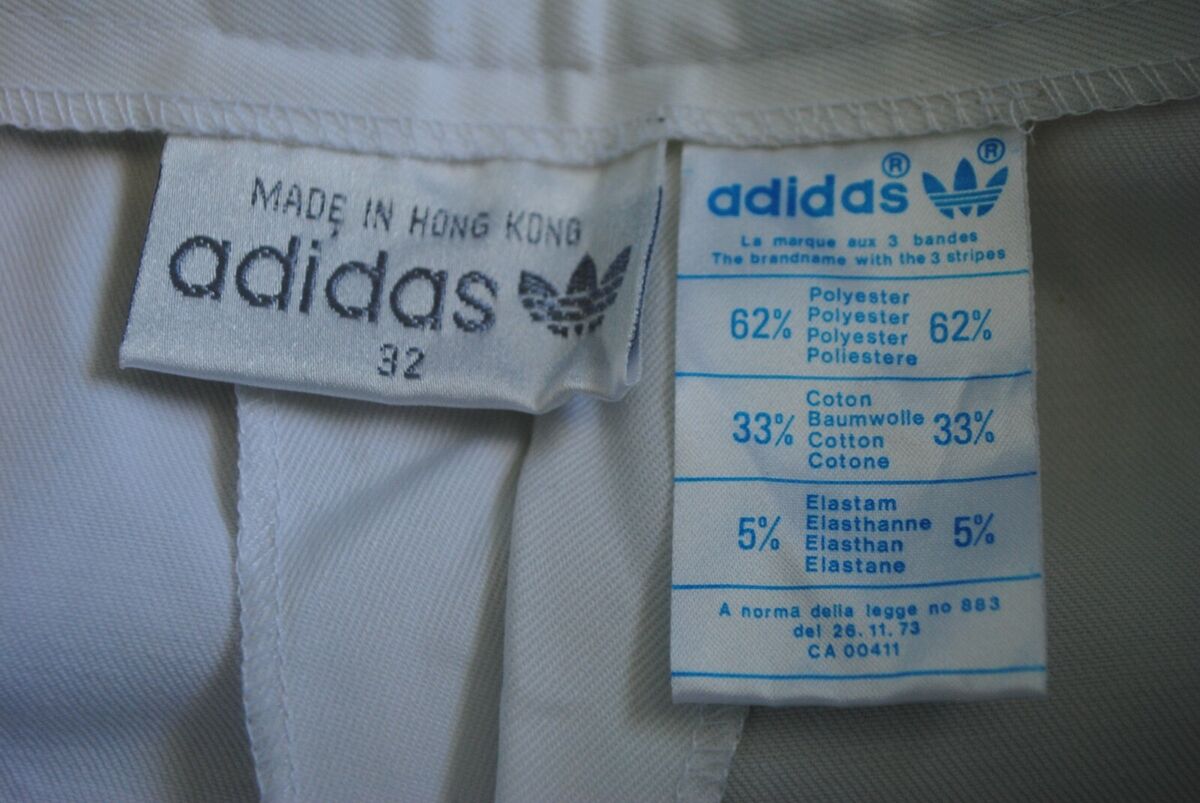 MADE IN HONG KONG
adidas
32
adidas® ®
La marque aux 3 bandes
The brandname with the 3 stripes
62% Polyester 62%
Polyester
Polyester
Poliestere
33% Coton 33%
Baumwolle
Cotton
Cotone
5% Elastam 5%
Elasthanne
Elasthan
Elastane
A norma della legge no 883
del 26.11.73
CA 00411